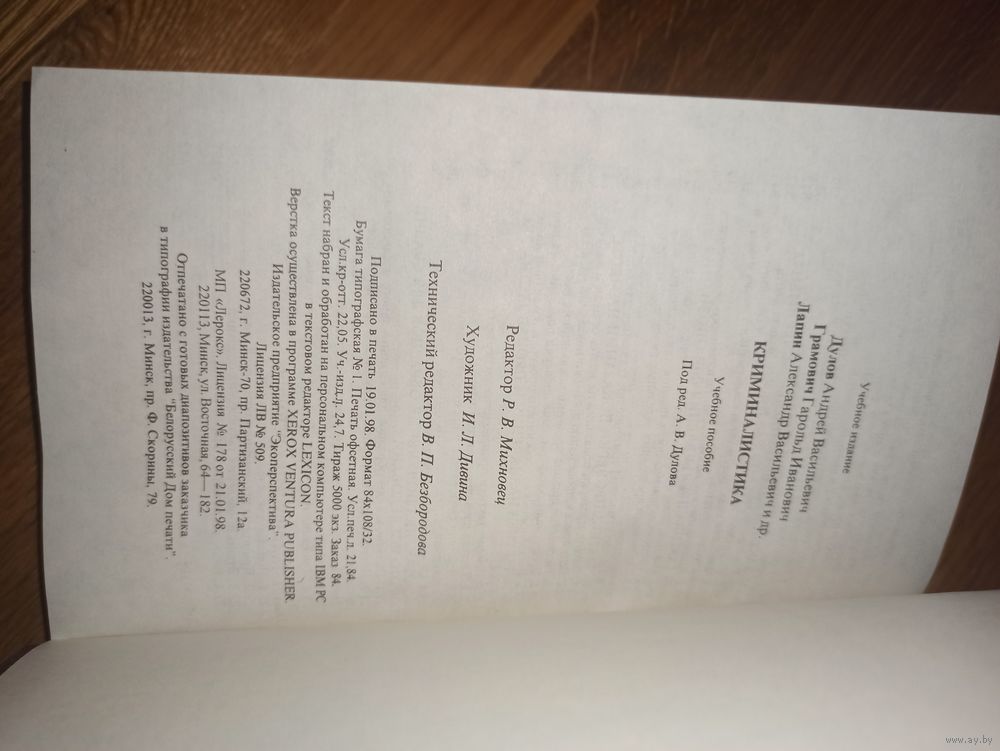 Учебное издание
Дулов Андрей Васильевич
Грамович Гарольд Иванович
Лапин Александр Васильевич и др.
КРИМИНАЛИСТИКА
Учебное пособие
Под ред. А. В. Дулова
Редактор Р. В. Михновец
Художник И. Л. Дивина
Технический редактор В. П. Безбородова
Подписано в печать 19.01.98. Формат 84х108/32.
Бумага типографская № 1. Печать офсетная. Усл.печ.л. 21,84.
Усл.кр-отт. 22,05. Уч.-изд.л. 24,7. Тираж 5000 экз. Заказ 84.
Текст набран и обработан на персональном компьютере типа IBM PC
в текстовом редакторе LEXICON.
Верстка осуществлена в программе XEROX VENTURA PUBLISHER.
Издательское предприятие "Экоперспектива".
Лицензия ЛВ № 509.
220672, г. Минск-70, пр. Партизанский, 12а.
МП «Лерокс». Лицензия № 178 от 21.01.98.
220113, Минск, ул. Восточная, 64—182.
Отпечатано с готовых диапозитивов заказчика
в типографии издательства "Белорусский Дом печати".
220013, г. Минск, пр. Ф. Скорины, 79.
www.ay.by